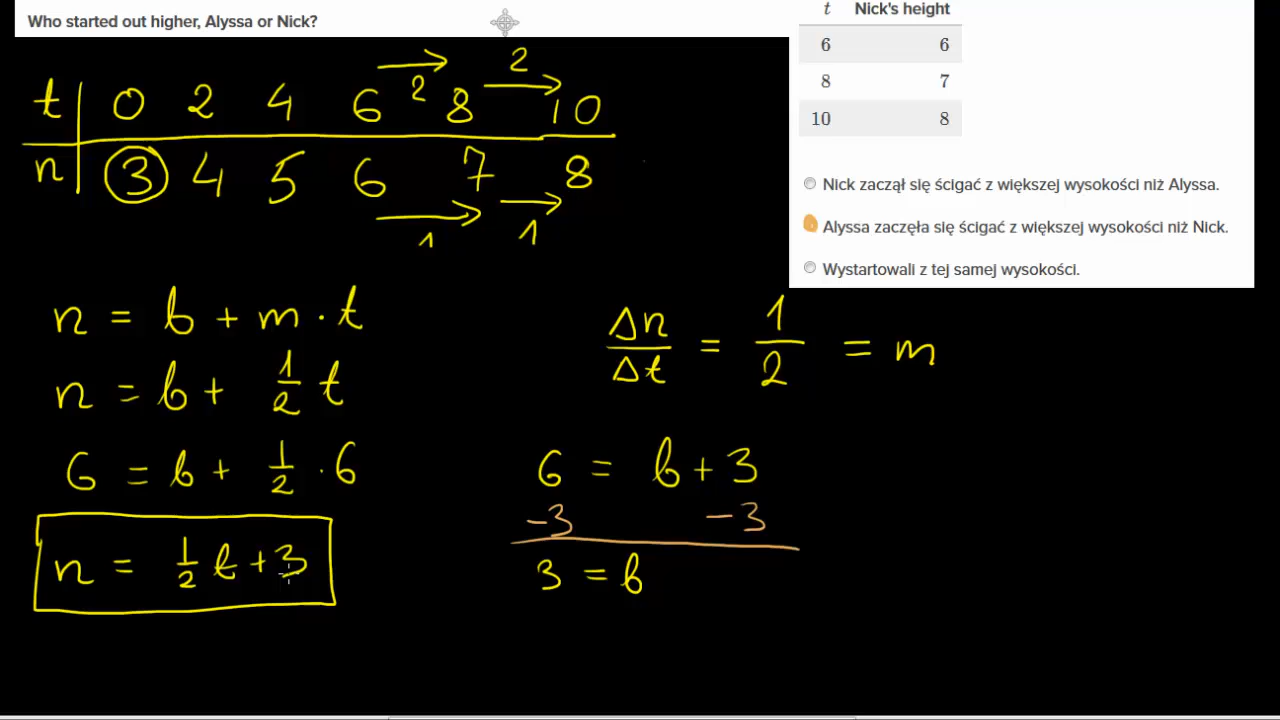 Who started out higher, Alyssa or Nick?
t Nick's height
6 6
8 7
10 8
Nick zaczął się ścigać z większej wysokości niż Alyssa.
Alyssa zaczęła się ścigać z większej wysokości niż Nick.
Wystartowali z tej samej wysokości.
2 2
t 0 2 4 6 8 10
n 3 4 5 6 7 8
1 1
n = b + m · t
n = b + 1/2 t
6 = b + 1/2 · 6
n = 1/2 t + 3
Δn/Δt = 1/2 = m
6 = b + 3
-3 -3
3 = b